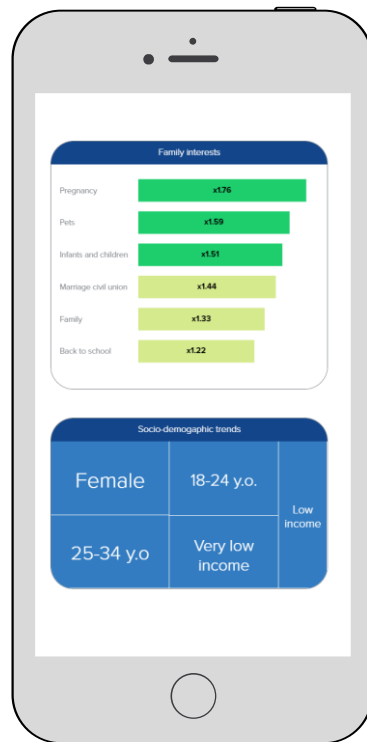 Family interests
Pregnancy x1.76
Pets x1.59
Infants and children x1.51
Marriage civil union x1.44
Family x1.33
Back to school x1.22
Socio-demogaphic trends
Female
18-24 y.o.
Low
income
25-34 y.o
Very low
income